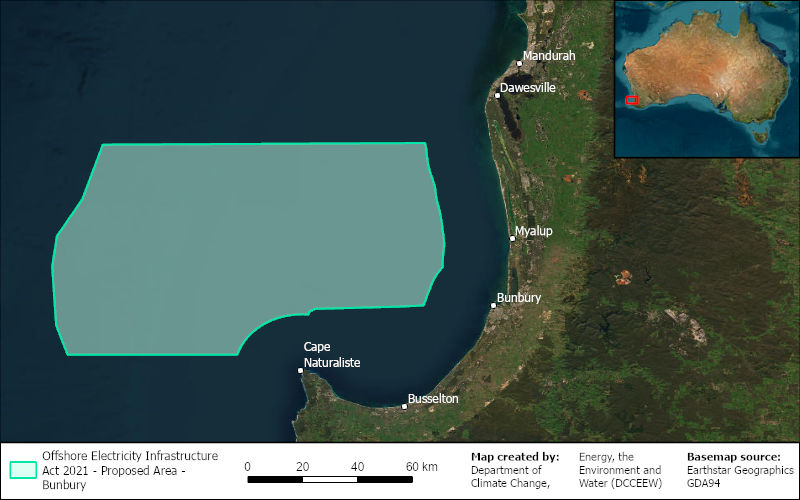 Mandurah
Dawesville
Myalup
Bunbury
Cape
Naturaliste
Busselton
Offshore Electricity Infrastructure
Act 2021 - Proposed Area -
Bunbury
0 20 40 60 km
Map created by:
Department of
Climate Change,
Energy, the
Environment and
Water (DCCEEW)
Basemap source:
Earthstar Geographics
GDA94